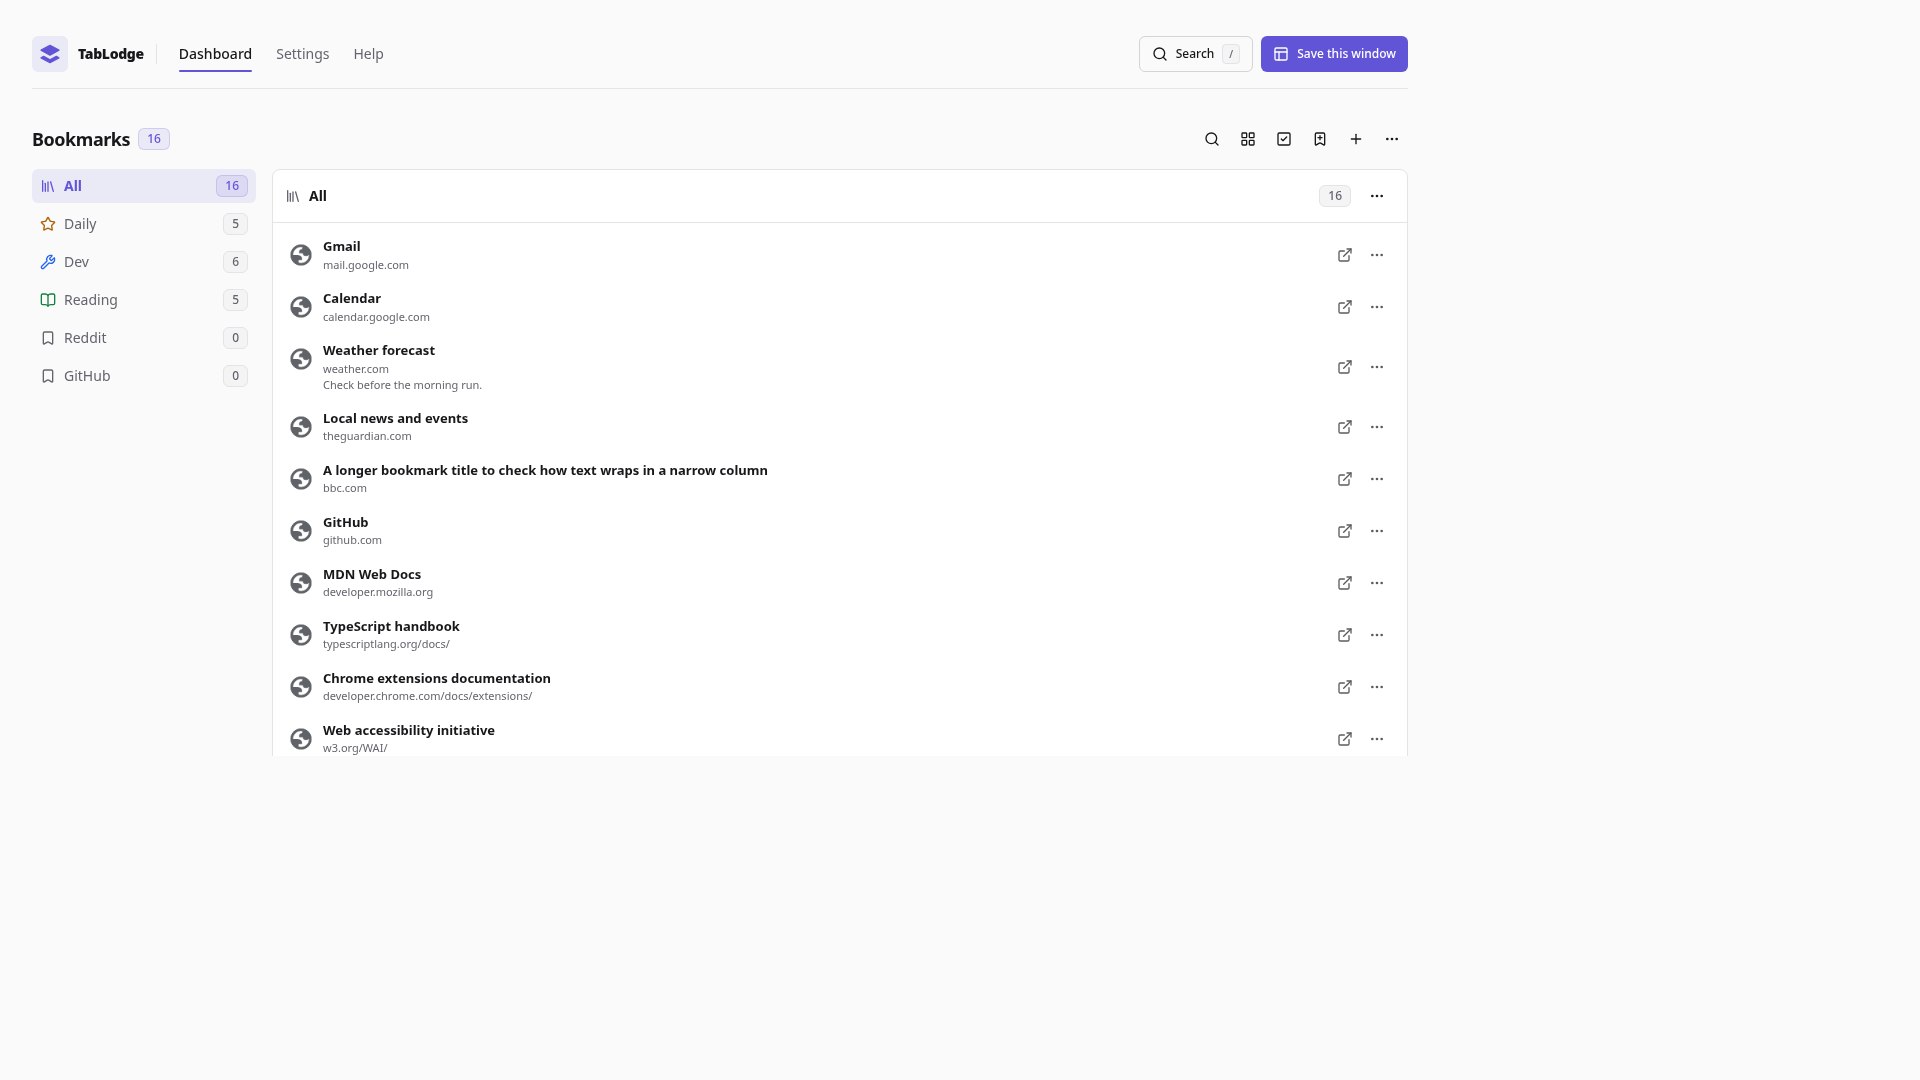 TabLodge
Dashboard
Settings
Help
Search /
Save this window
Bookmarks 16
All 16
Daily 5
Dev 6
Reading 5
Reddit 0
GitHub 0
All 16
Gmail
mail.google.com
Calendar
calendar.google.com
Weather forecast
weather.com
Check before the morning run.
Local news and events
theguardian.com
A longer bookmark title to check how text wraps in a narrow column
bbc.com
GitHub
github.com
MDN Web Docs
developer.mozilla.org
TypeScript handbook
typescriptlang.org/docs/
Chrome extensions documentation
developer.chrome.com/docs/extensions/
Web accessibility initiative
w3.org/WAI/